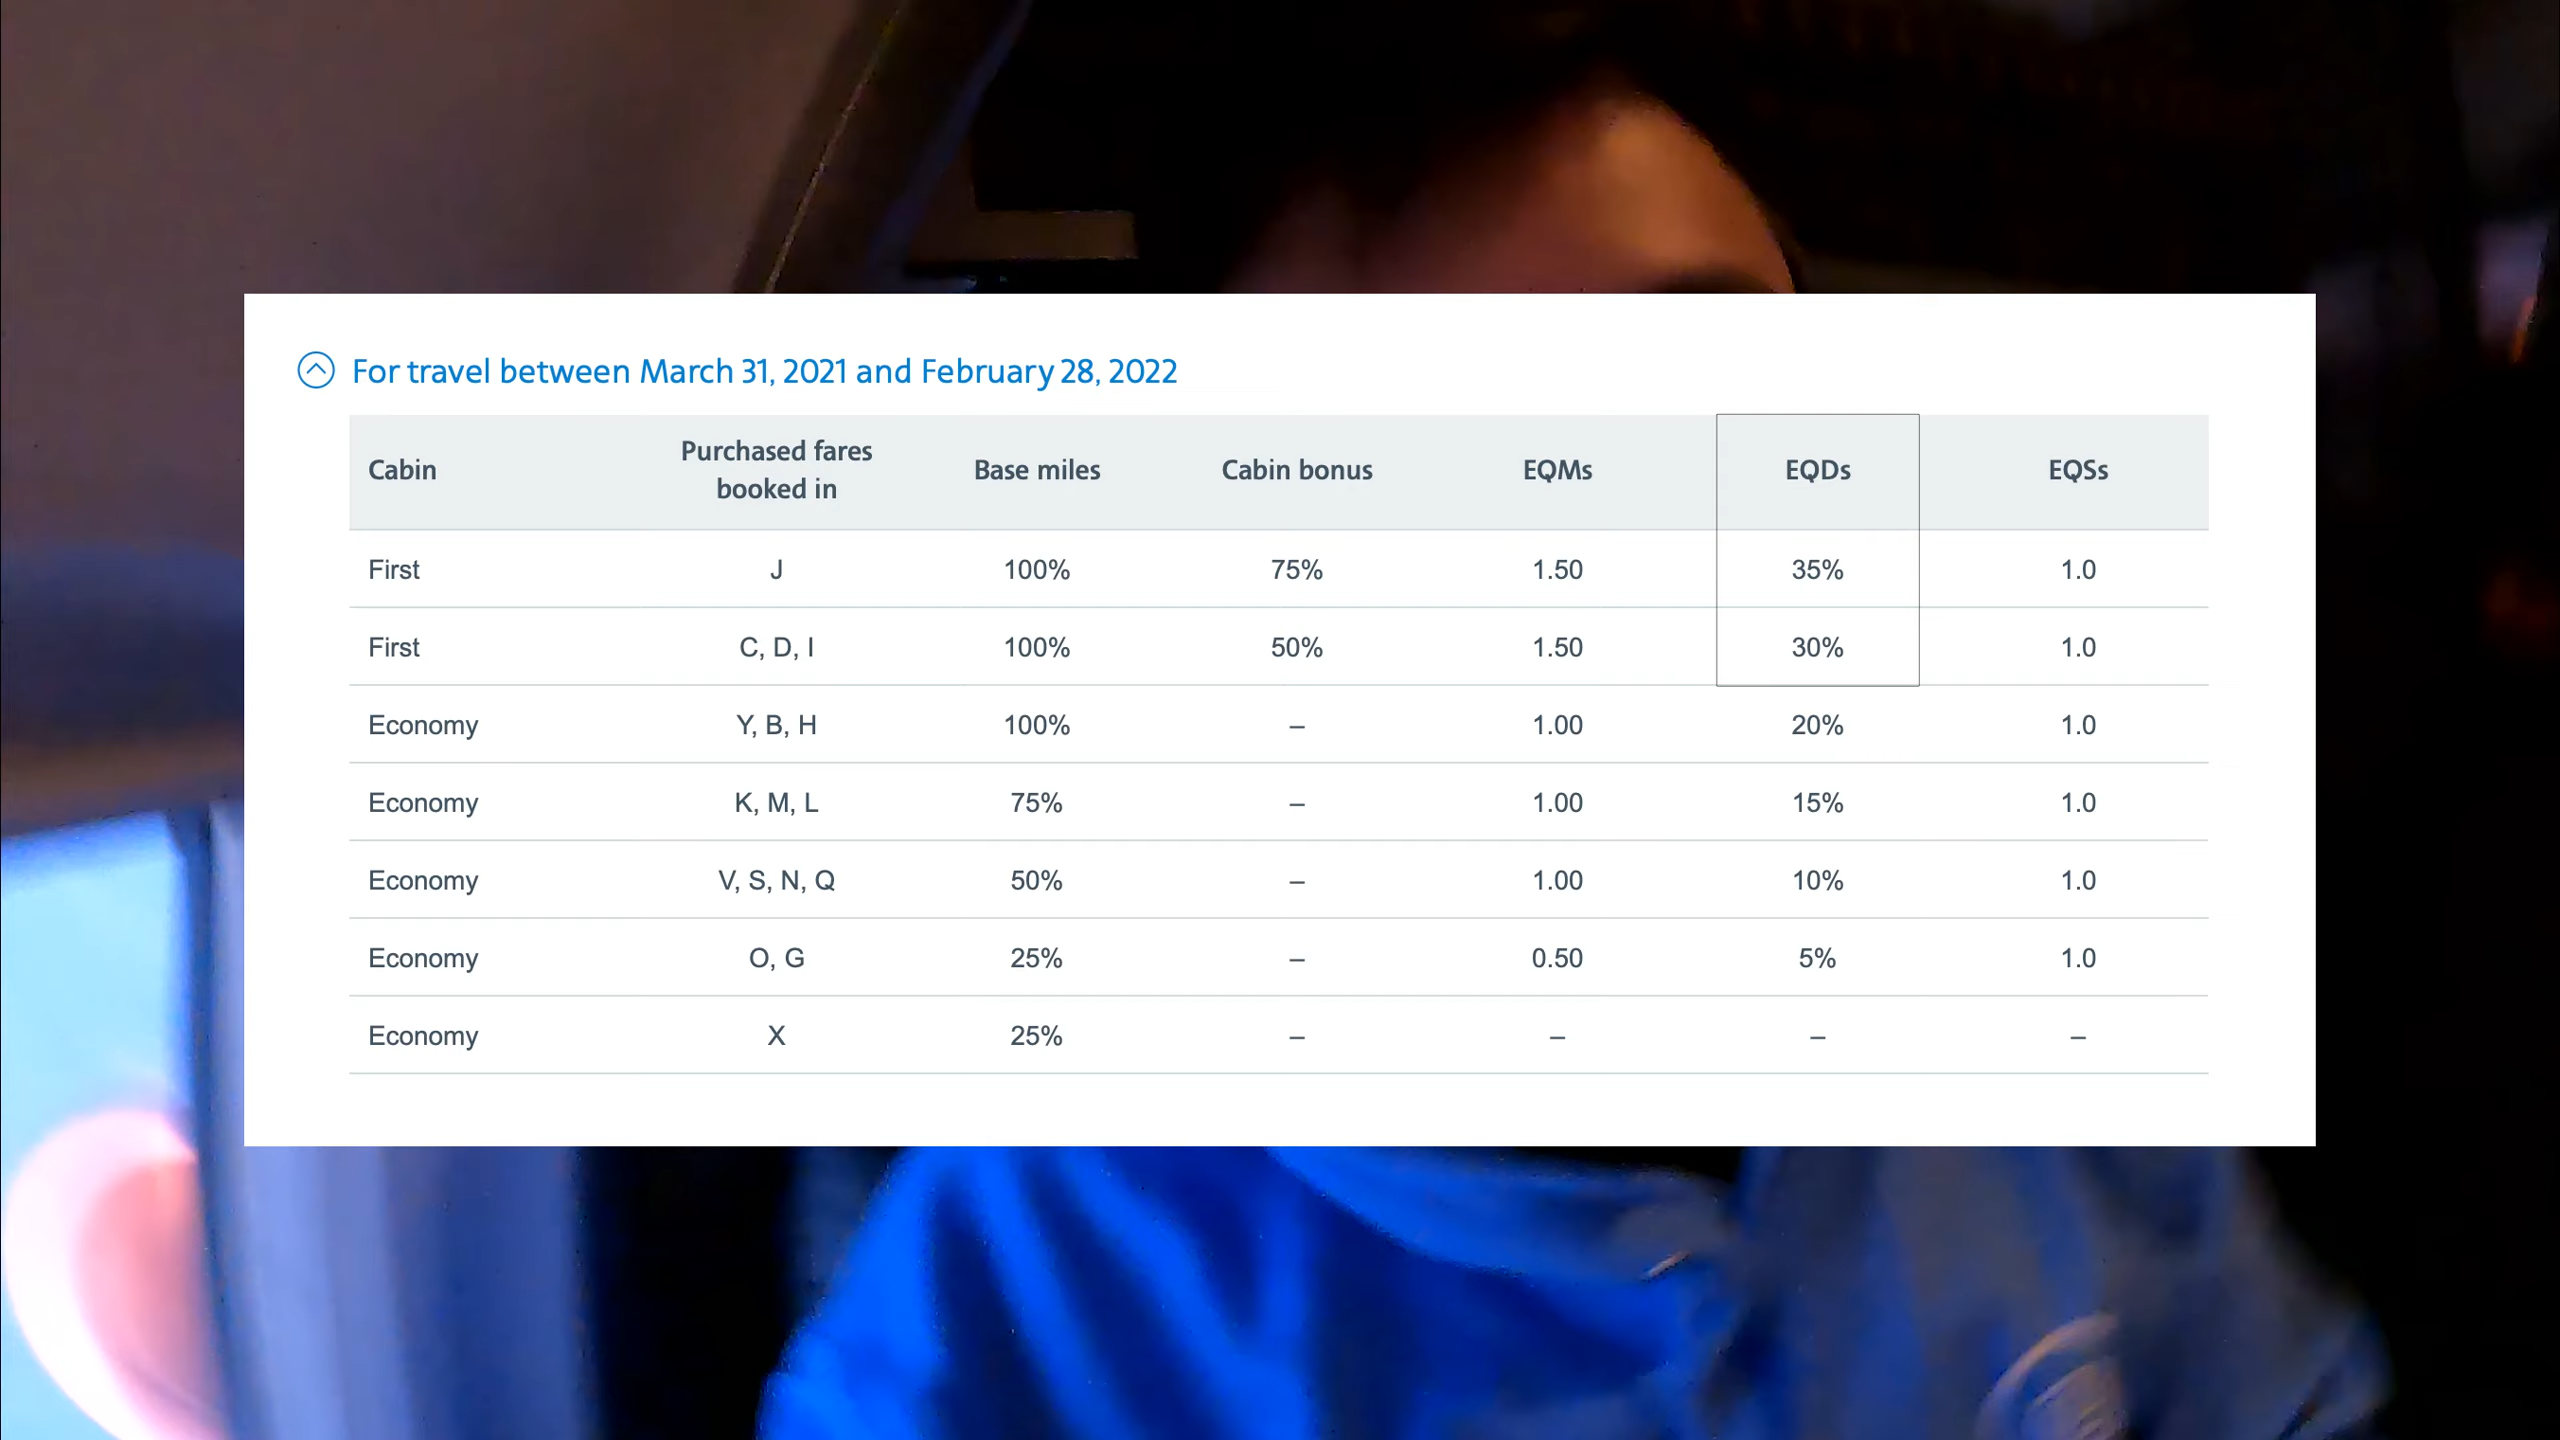 For travel between March 31, 2021 and February 28, 2022
Cabin Purchased fares booked in Base miles Cabin bonus EQMs EQDs EQSs
First J 100% 75% 1.50 35% 1.0
First C, D, I 100% 50% 1.50 30% 1.0
Economy Y, B, H 100% – 1.00 20% 1.0
Economy K, M, L 75% – 1.00 15% 1.0
Economy V, S, N, Q 50% – 1.00 10% 1.0
Economy O, G 25% – 0.50 5% 1.0
Economy X 25% – – – –